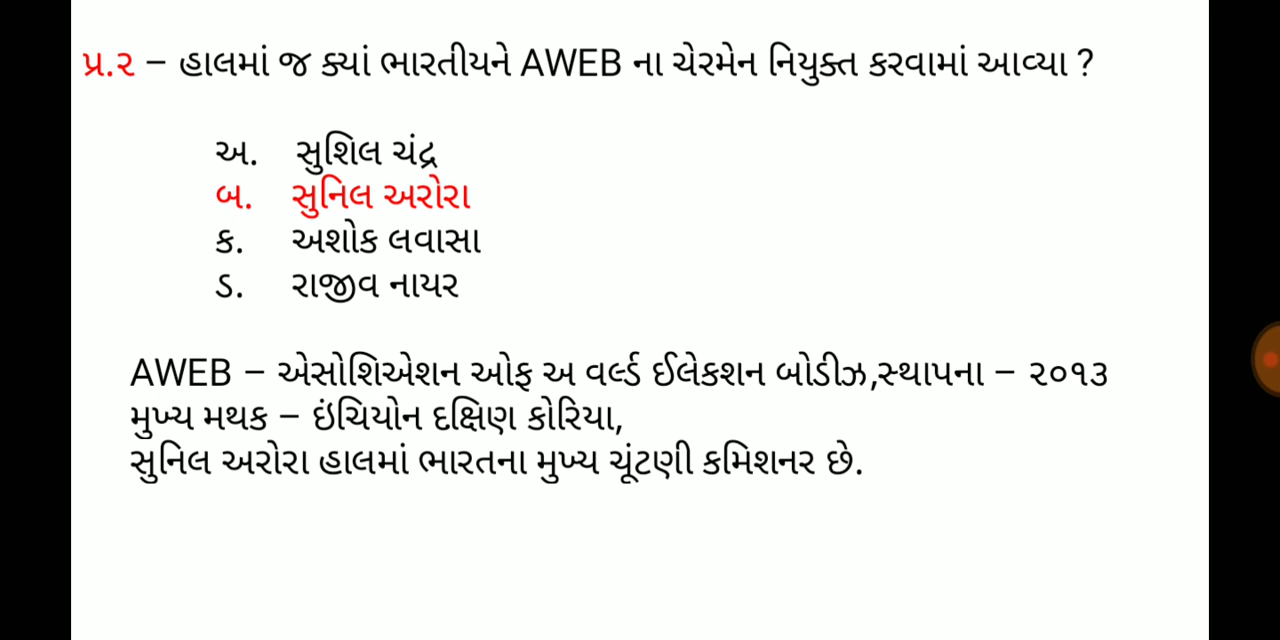 પ્ર.૨ – હાલમાં જ ક્યાં ભારતીયને AWEB ના ચેરમેન નિયુક્ત કરવામાં આવ્યા ?
અ. સુશિલ ચંદ્ર
બ. સુનિલ અરોરા
ક. અશોક લવાસા
ડ. રાજીવ નાયર
AWEB – એસોશિએશન ઓફ અ વર્લ્ડ ઈલેકશન બોડીઝ,સ્થાપના – ૨૦૧૩
મુખ્ય મથક – ઇંચિયોન દક્ષિણ કોરિયા,
સુનિલ અરોરા હાલમાં ભારતના મુખ્ય ચૂંટણી કમિશનર છે.